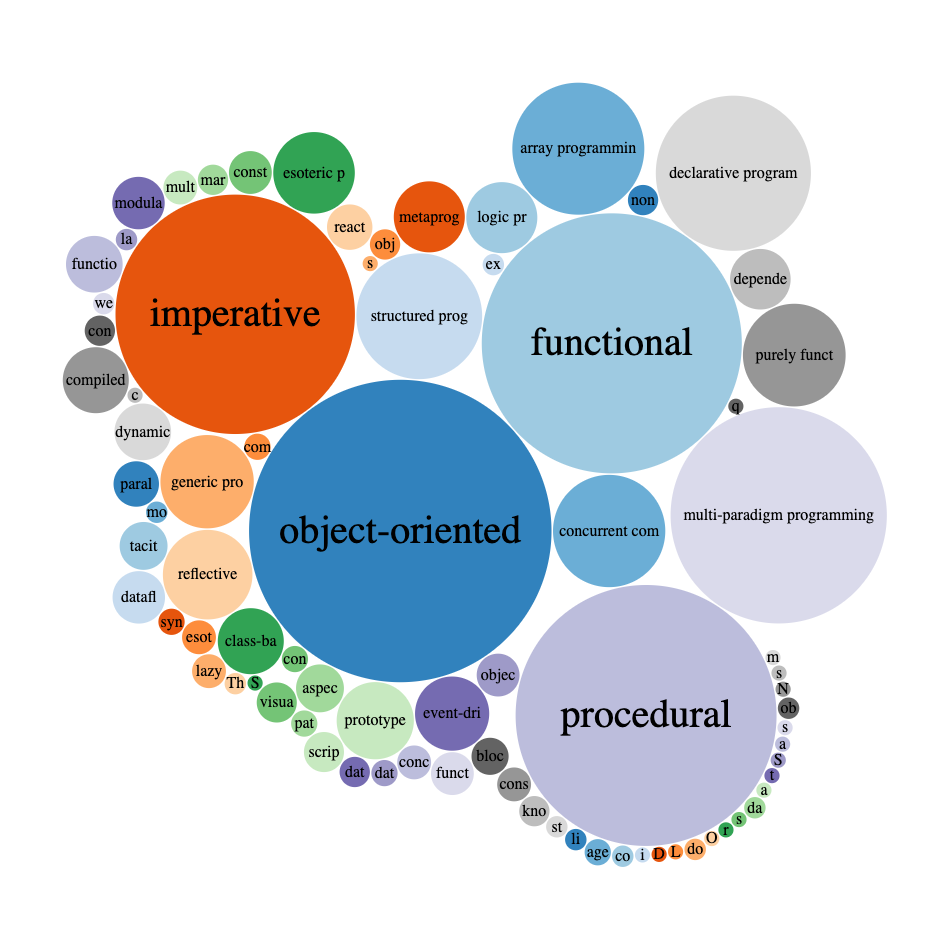 array programmin
declarative program
esoteric p
const
mar
mult
modula
non
metaprog
logic pr
react
la
obj
functio
s
ex
depende
we
imperative
structured prog
con
functional
purely funct
compiled
c
q
dynamic
com
paral
generic pro
mo
multi-paradigm programming
object-oriented
concurrent com
tacit
reflective
datafl
syn
esot
class-ba
con
m
lazy
Th
S
s
objec
aspec
N
visua
ob
event-dri
procedural
prototype
pat
s
a
scrip
bloc
S
conc
dat
dat
funct
t
cons
a
da
kno
s
st
r
li
O
age
co
i
D
L
do